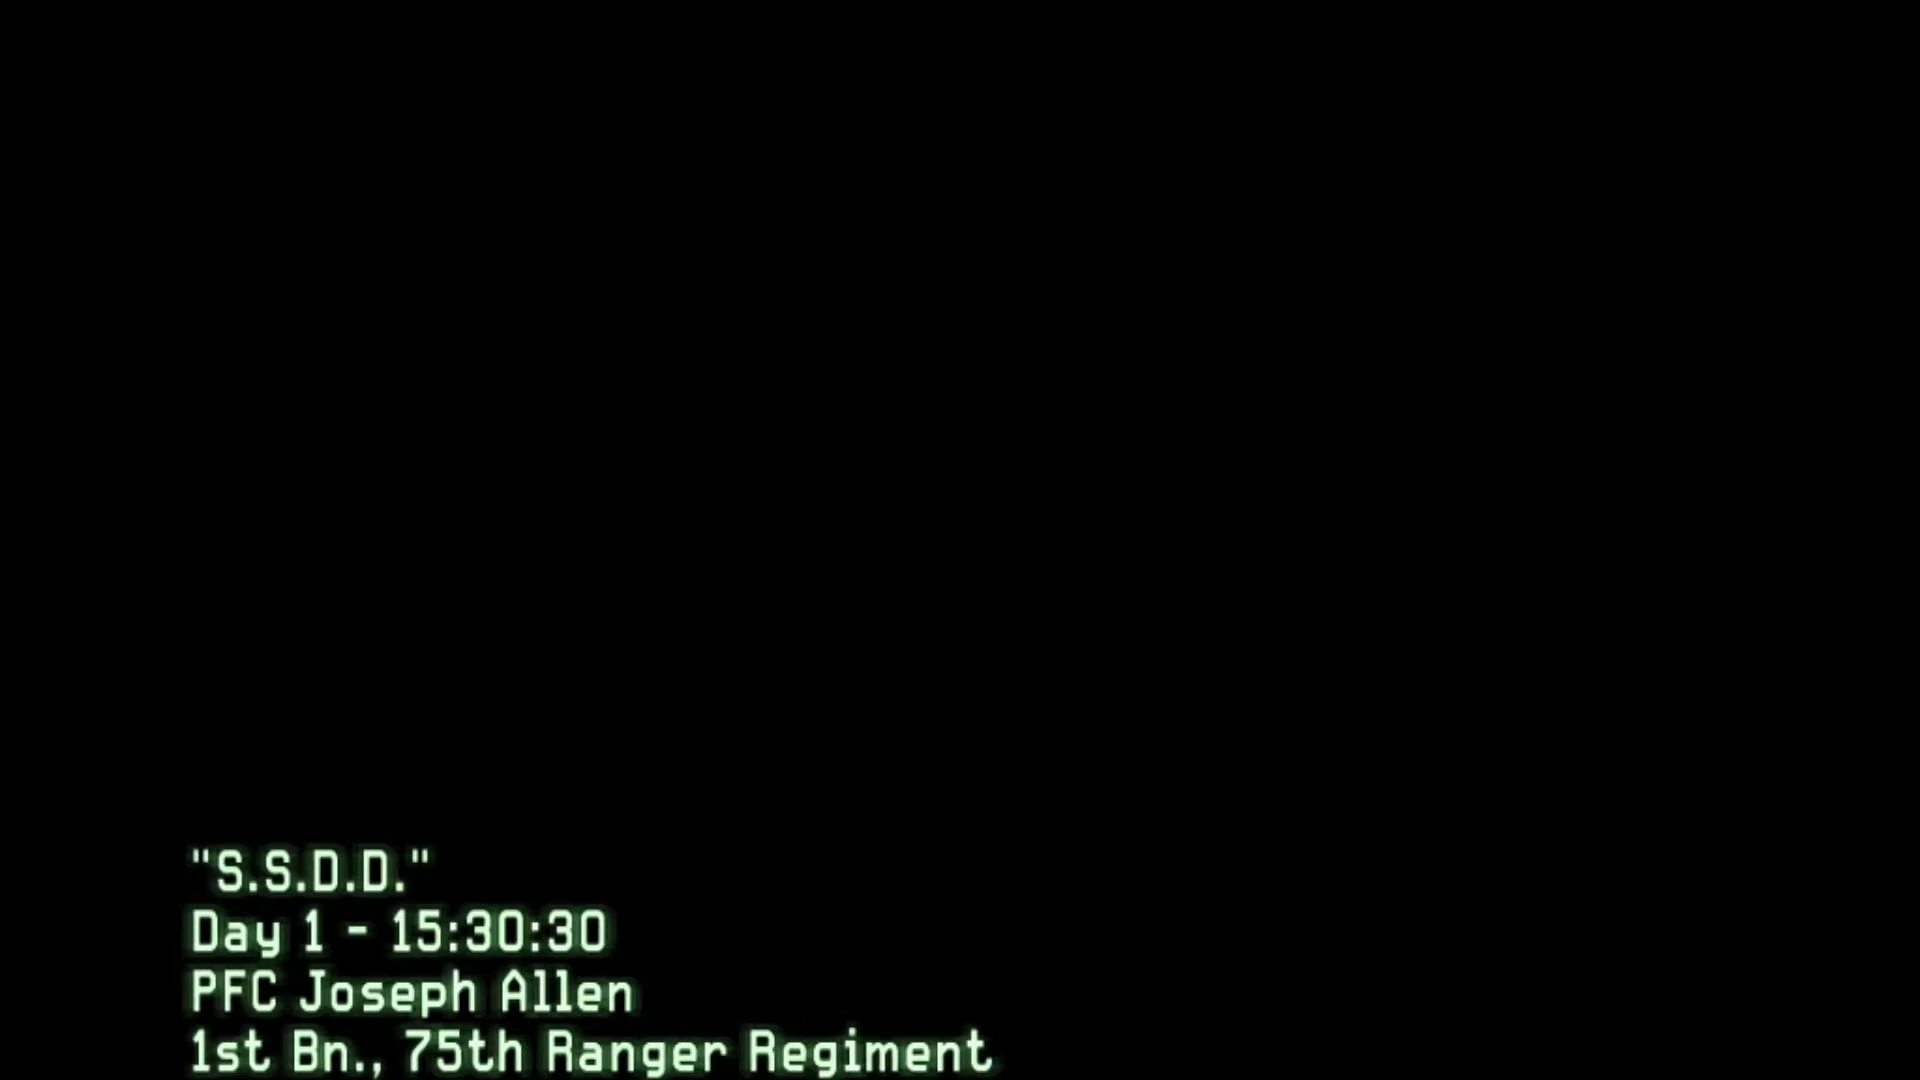 "S.S.D.D."
Day 1 - 15:30:30
PFC Joseph Allen
1st Bn., 75th Ranger Regiment